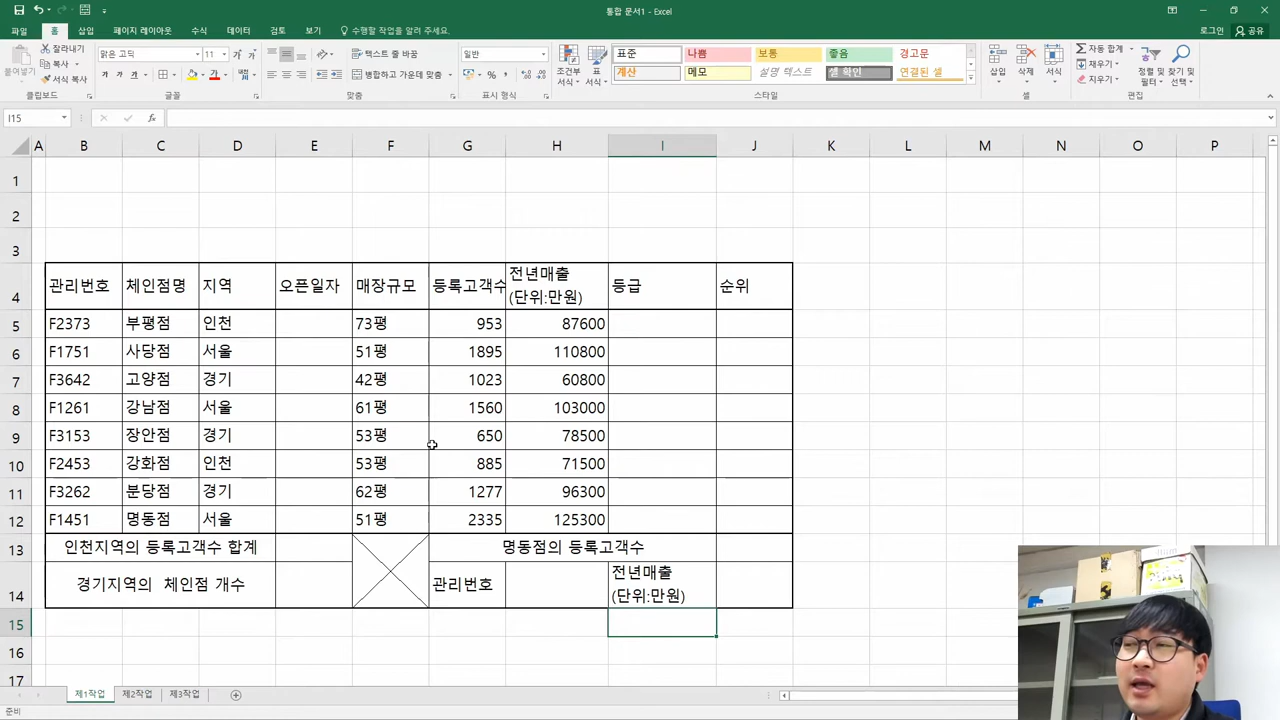 통합 문서1 - Excel
파일 홈 삽입 페이지 레이아웃 수식 데이터 검토 보기 수행할 작업을 알려 주세요. 로그인 공유
잘라내기 맑은 고딕 11 텍스트 줄 바꿈 일반 표준 나쁨 보통 좋음 경고문 자동 합계
붙여넣기 복사 서식 복사 가 가 가 병합하고 가운데 맞춤 조건부 서식 표 서식 계산 메모 설명 텍스트 셀 확인 연결된 셀 삽입 삭제 서식 채우기 지우기 정렬 및 필터 찾기 및 선택
클립보드 글꼴 맞춤 표시 형식 스타일 셀 편집
I15 fx
A B C D E F G H I J K L M N O P
1
2
3
4 관리번호 체인점명 지역 오픈일자 매장규모 등록고객수 전년매출 (단위:만원) 등급 순위
5 F2373 부평점 인천 73평 953 87600
6 F1751 사당점 서울 51평 1895 110800
7 F3642 고양점 경기 42평 1023 60800
8 F1261 강남점 서울 61평 1560 103000
9 F3153 장안점 경기 53평 650 78500
10 F2453 강화점 인천 53평 885 71500
11 F3262 분당점 경기 62평 1277 96300
12 F1451 명동점 서울 51평 2335 125300
13 인천지역의 등록고객수 합계 명동점의 등록고객수
14 경기지역의 체인점 개수 관리번호 전년매출 (단위:만원)
15
16
17
제1작업 제2작업 제3작업
준비